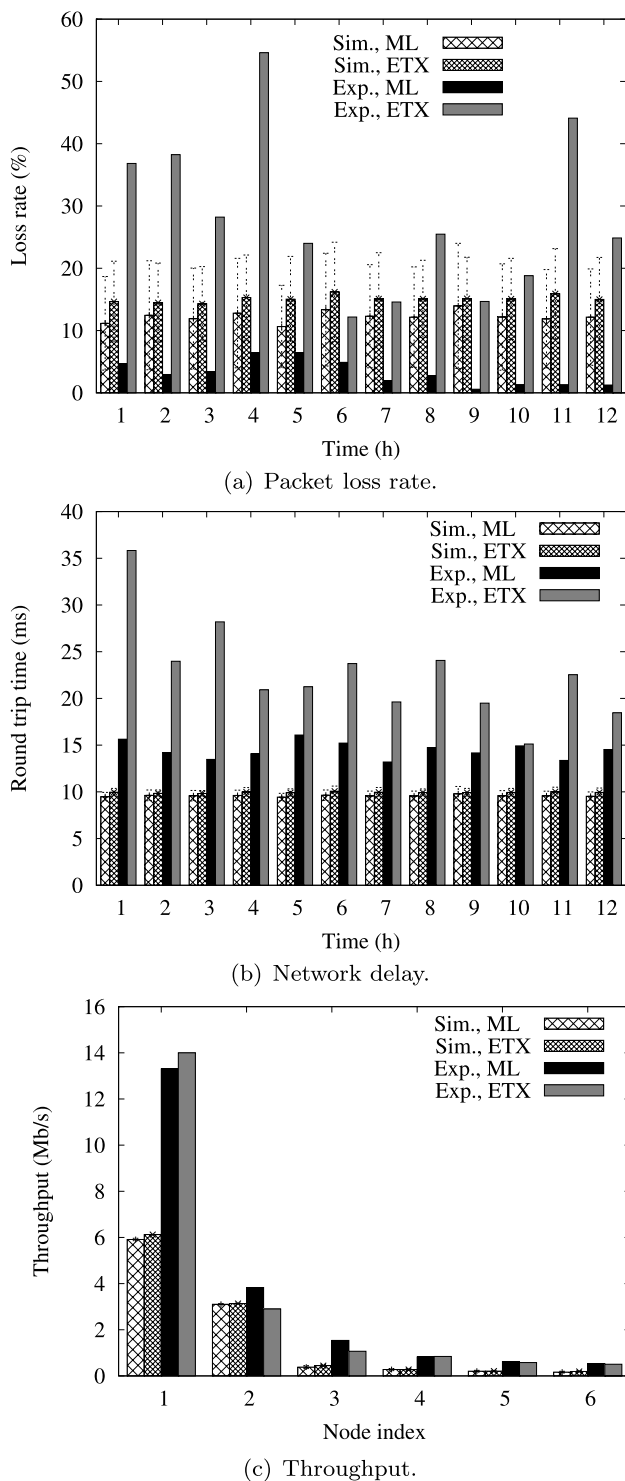 60
50
40
30
20
10
0
Loss rate (%)
Sim., ML
Sim., ETX
Exp., ML
Exp., ETX
1 2 3 4 5 6 7 8 9 10 11 12
Time (h)
(a) Packet loss rate.
40
35
30
25
20
15
10
5
0
Round trip time (ms)
Sim., ML
Sim., ETX
Exp., ML
Exp., ETX
1 2 3 4 5 6 7 8 9 10 11 12
Time (h)
(b) Network delay.
16
14
12
10
8
6
4
2
0
Throughput (Mb/s)
Sim., ML
Sim., ETX
Exp., ML
Exp., ETX
1 2 3 4 5 6
Node index
(c) Throughput.